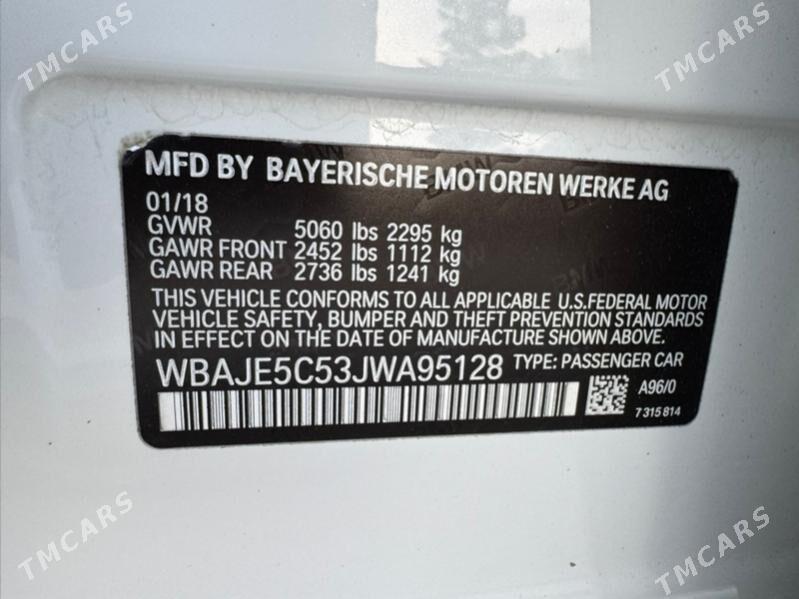 TMCARS
TMCARS
MFD BY BAYERISCHE MOTOREN WERKE AG
01/18
GVWR 5060 lbs 2295 kg
GAWR FRONT 2452 lbs 1112 kg
GAWR REAR 2736 lbs 1241 kg
THIS VEHICLE CONFORMS TO ALL APPLICABLE U.S.FEDERAL MOTOR
VEHICLE SAFETY, BUMPER AND THEFT PREVENTION STANDARDS
IN EFFECT ON THE DATE OF MANUFACTURE SHOWN ABOVE.
WBAJE5C53JWA95128 TYPE: PASSENGER CAR
A96/0
7 315 814
TMCARS
TMCARS